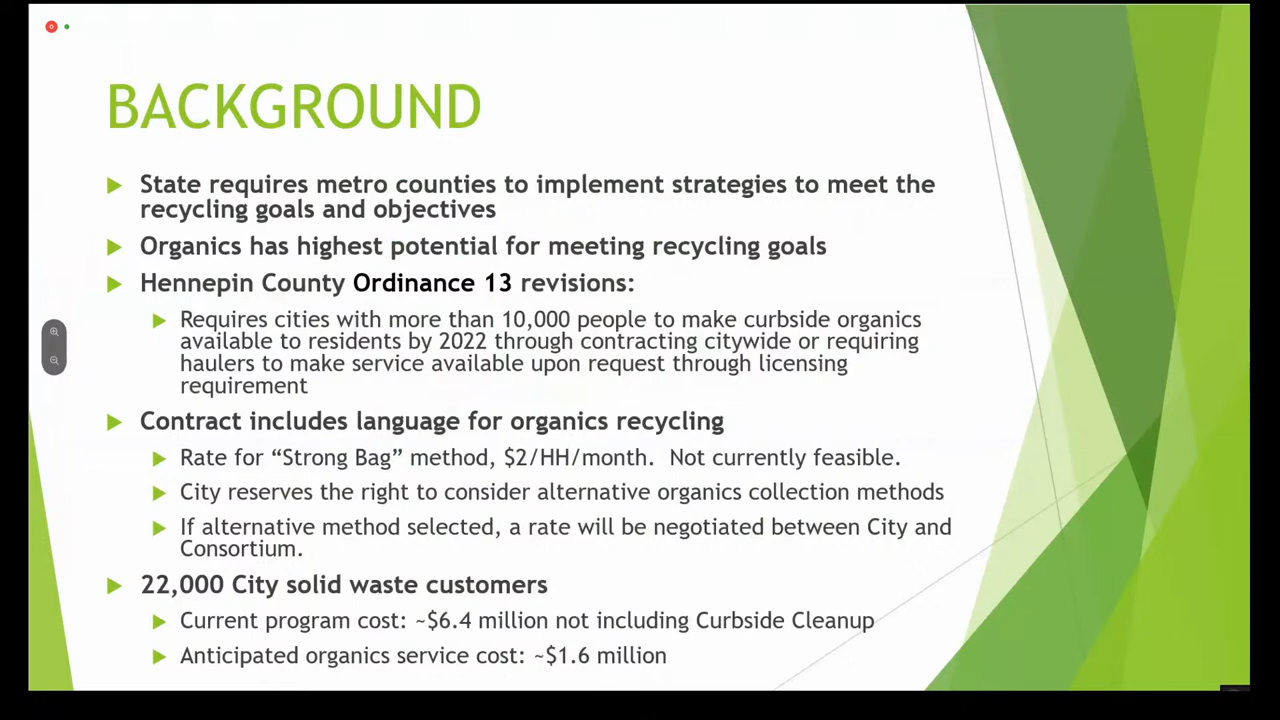 BACKGROUND
State requires metro counties to implement strategies to meet the
recycling goals and objectives
Organics has highest potential for meeting recycling goals
Hennepin County Ordinance 13 revisions:
Requires cities with more than 10,000 people to make curbside organics
available to residents by 2022 through contracting citywide or requiring
haulers to make service available upon request through licensing
requirement
Contract includes language for organics recycling
Rate for “Strong Bag” method, $2/HH/month. Not currently feasible.
City reserves the right to consider alternative organics collection methods
If alternative method selected, a rate will be negotiated between City and
Consortium.
22,000 City solid waste customers
Current program cost: ~$6.4 million not including Curbside Cleanup
Anticipated organics service cost: ~$1.6 million